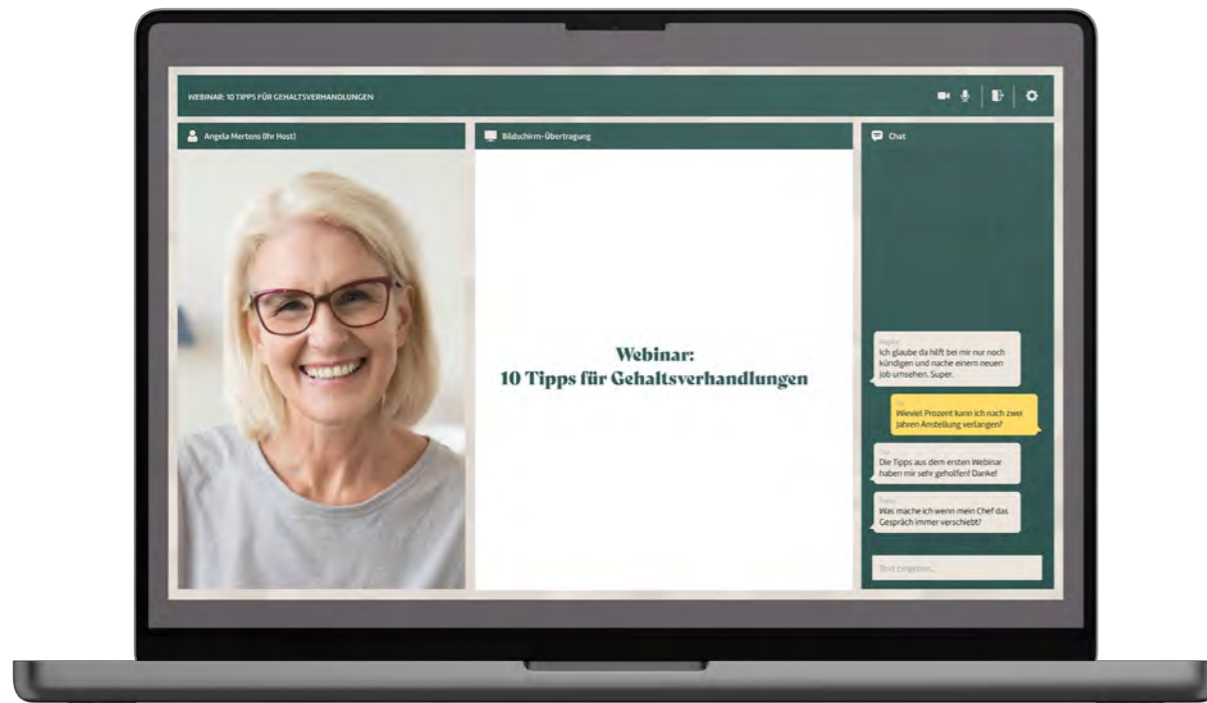 WEBINAR: 10 TIPPS FÜR GEHALTSVERHANDLUNGEN
Angela Mertens (Ihr Host)
Bildschirm-Übertragung
Webinar:
10 Tipps für Gehaltsverhandlungen
Chat
Ich glaube da hilft bei mir nur noch
kündigen und nache einem neuen
job umsehen. Super.
Wieviel Prozent kann ich nach zwei
Jahren Anstellung verlangen?
Die Tipps aus dem ersten Webinar
haben mir sehr geholfen! Danke!
Was mache ich wenn mein Chef das
Gespräch immer verschiebt?
Text eingeben...